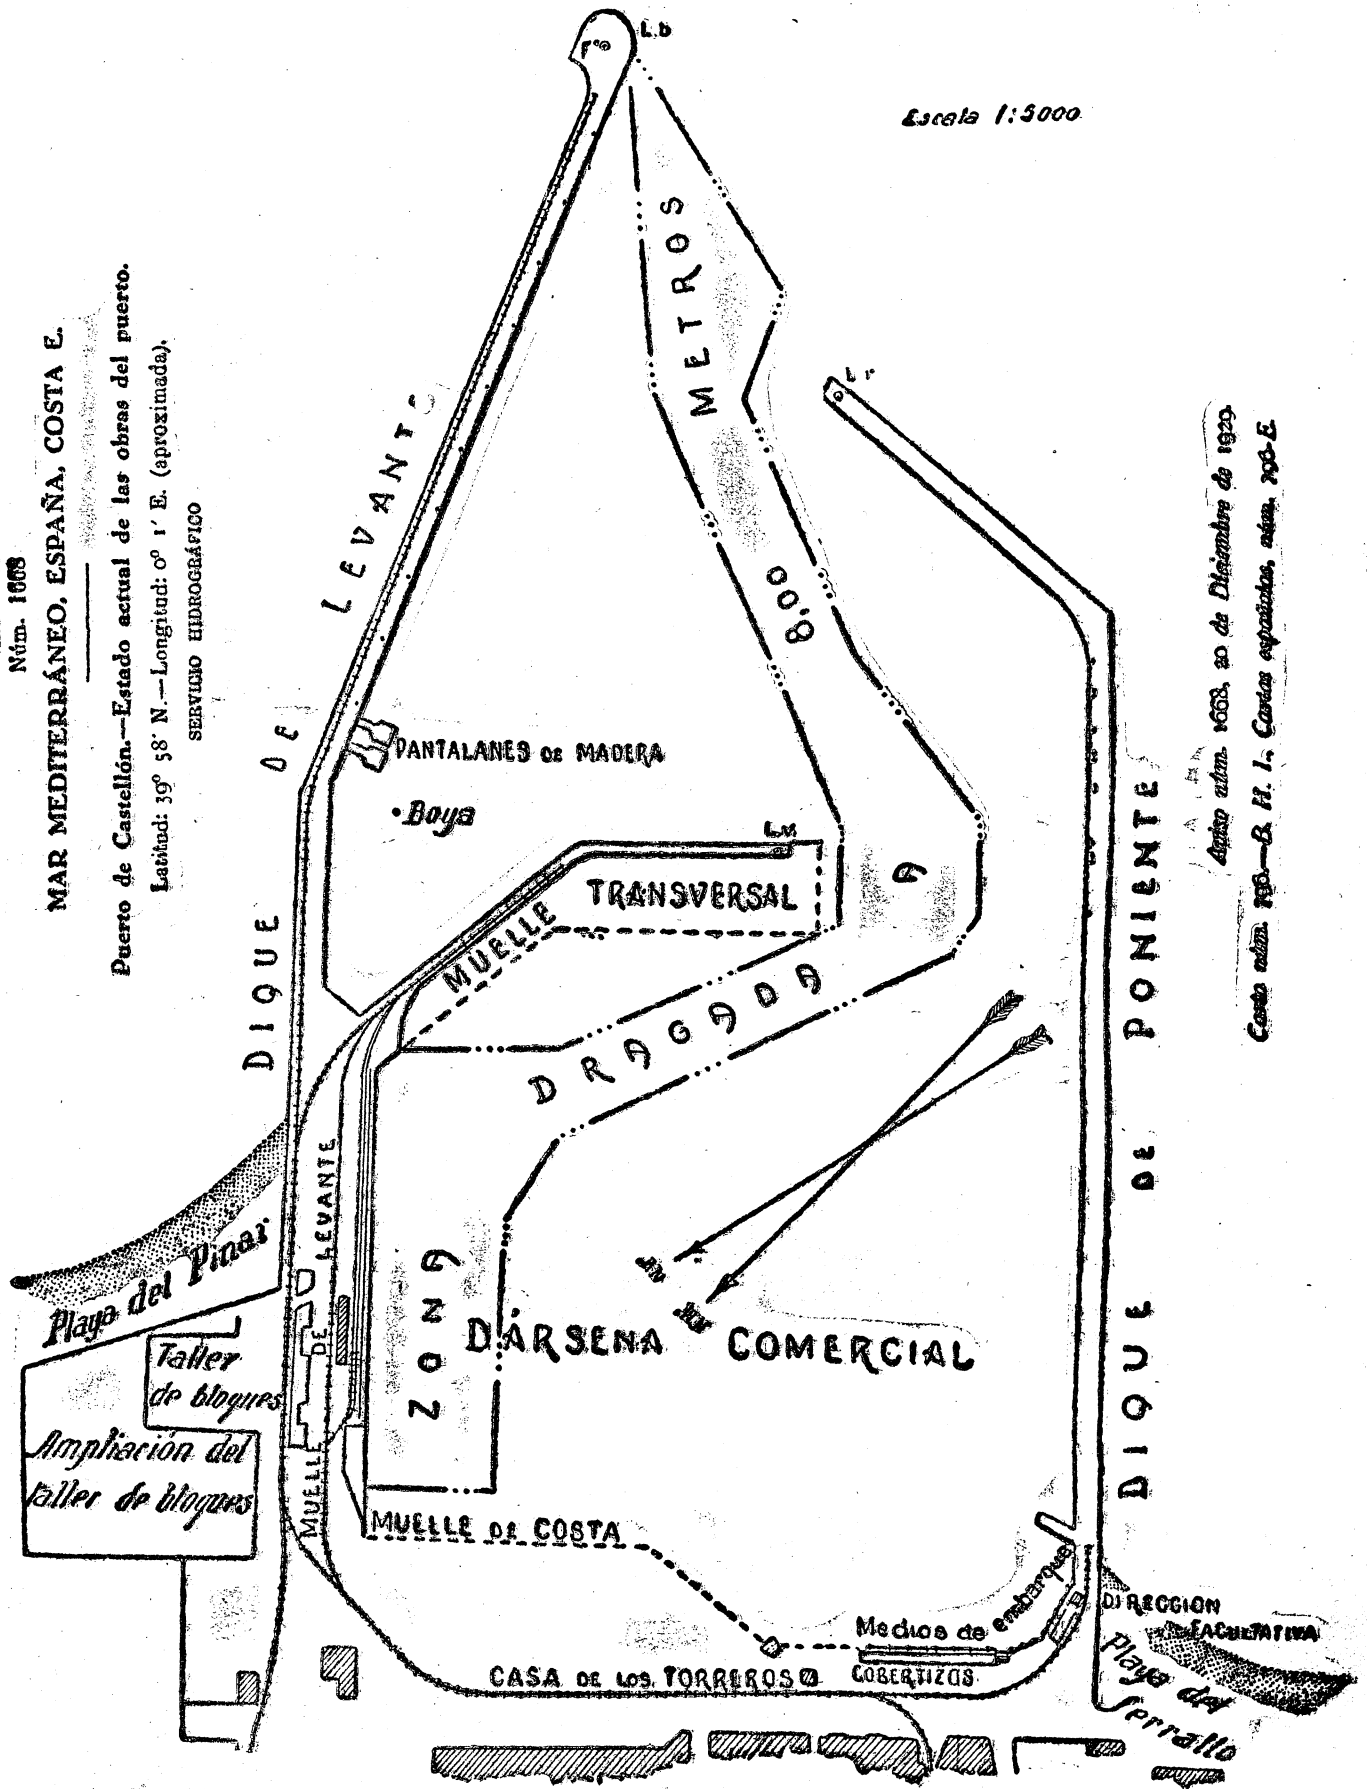 Núm. 1668
MAR MEDITERRÁNEO, ESPAÑA, COSTA E.
Puerto de Castellón.—Estado actual de las obras del puerto.
Latitud: 39° 58' N.—Longitud: 0° 1' E. (aproximada).
SERVICIO HIDROGRÁFICO
Escala 1:5000
L.b
DIQUE DE LEVANTE
PANTALANES DE MADERA
Boya
MUELLE TRANSVERSAL
ZONA DRAGADA A 8,00 METROS
DIQUE DE PONIENTE
Playa del Pinar
Taller
de bloques
Ampliación del
taller de bloques
MUELLE DE LEVANTE
DÁRSENA COMERCIAL
MUELLE DE COSTA
Medios de embarque
CASA DE LOS TORREROS
COBERTIZOS
DIRECCION
FACULTATIVA
Playa del
Serrallo
Aviso núm. 1668, 20 de Diciembre de 1929.
Carta núm. 796.—B. H. I., Cartas españolas, núm. 796-E.